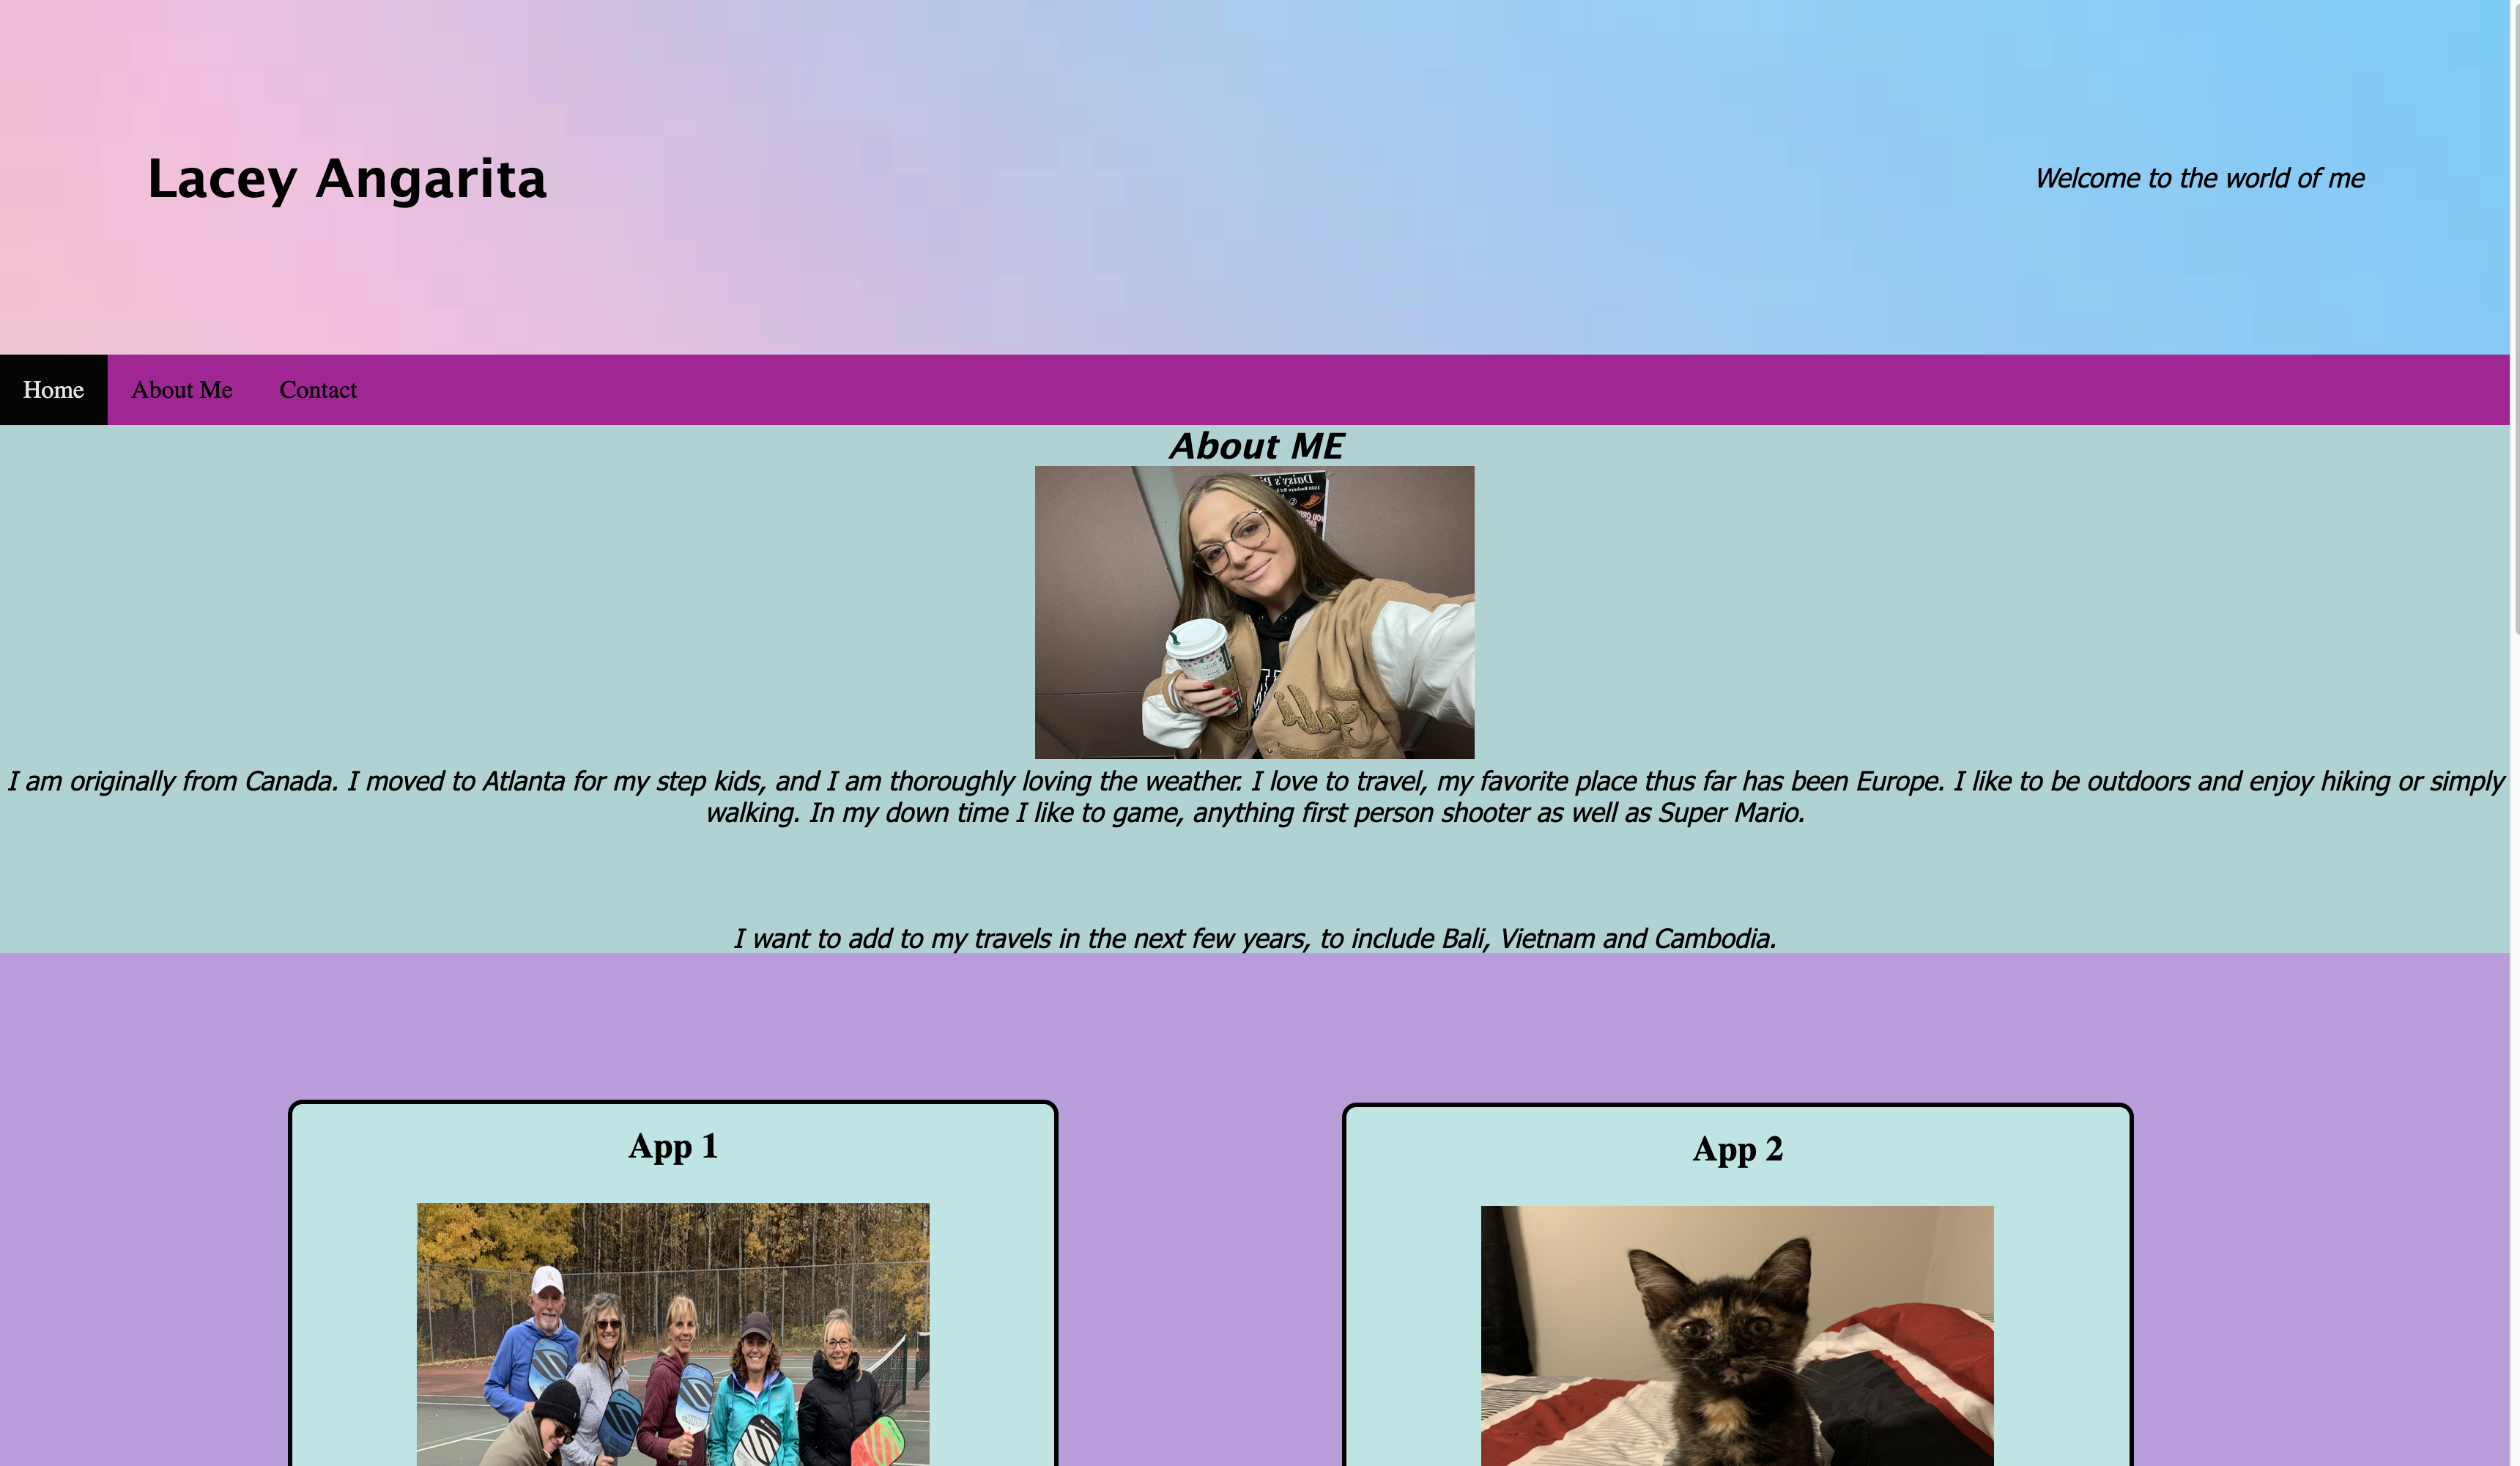 Lacey Angarita
Welcome to the world of me
Home
About Me
Contact
About ME
Daisy's
I am originally from Canada. I moved to Atlanta for my step kids, and I am thoroughly loving the weather. I love to travel, my favorite place thus far has been Europe. I like to be outdoors and enjoy hiking or simply
walking. In my down time I like to game, anything first person shooter as well as Super Mario.
I want to add to my travels in the next few years, to include Bali, Vietnam and Cambodia.
App 1
App 2